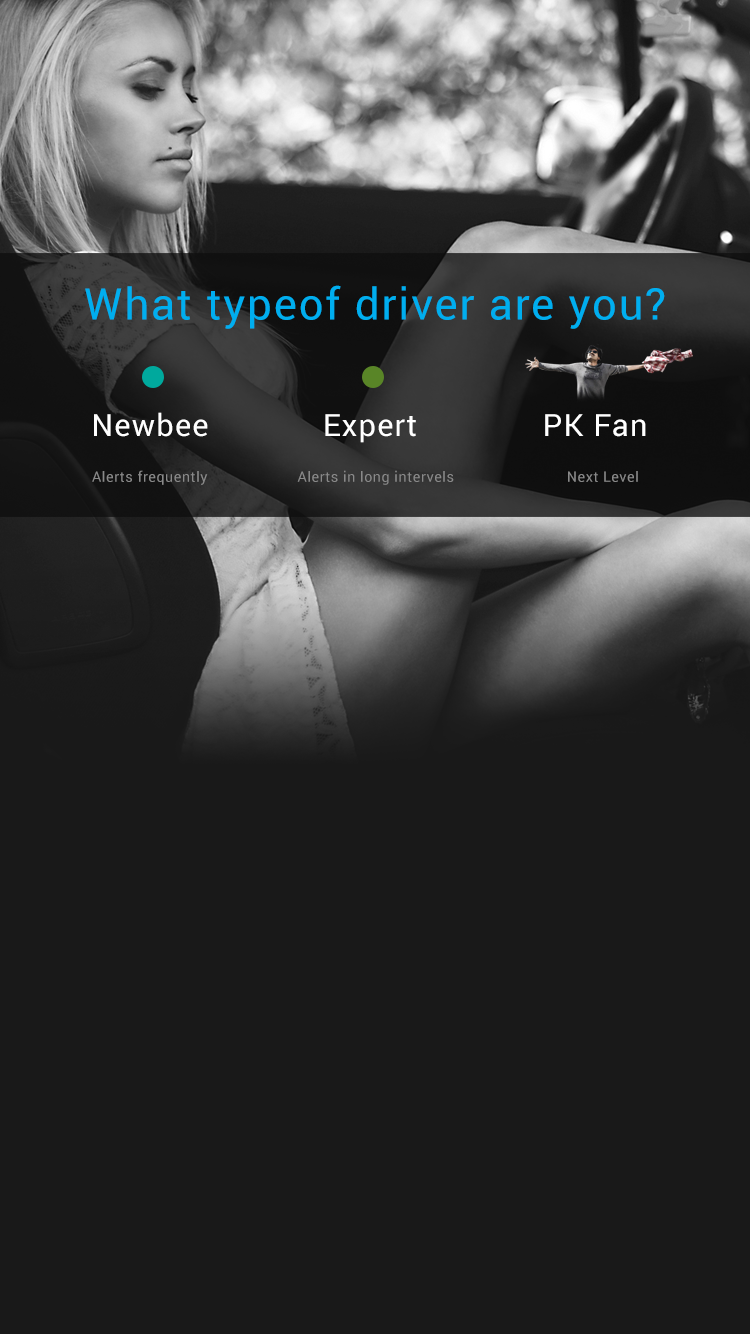 What typeof driver are you?
Newbee
Expert
PK Fan
Alerts frequently
Alerts in long intervels
Next Level